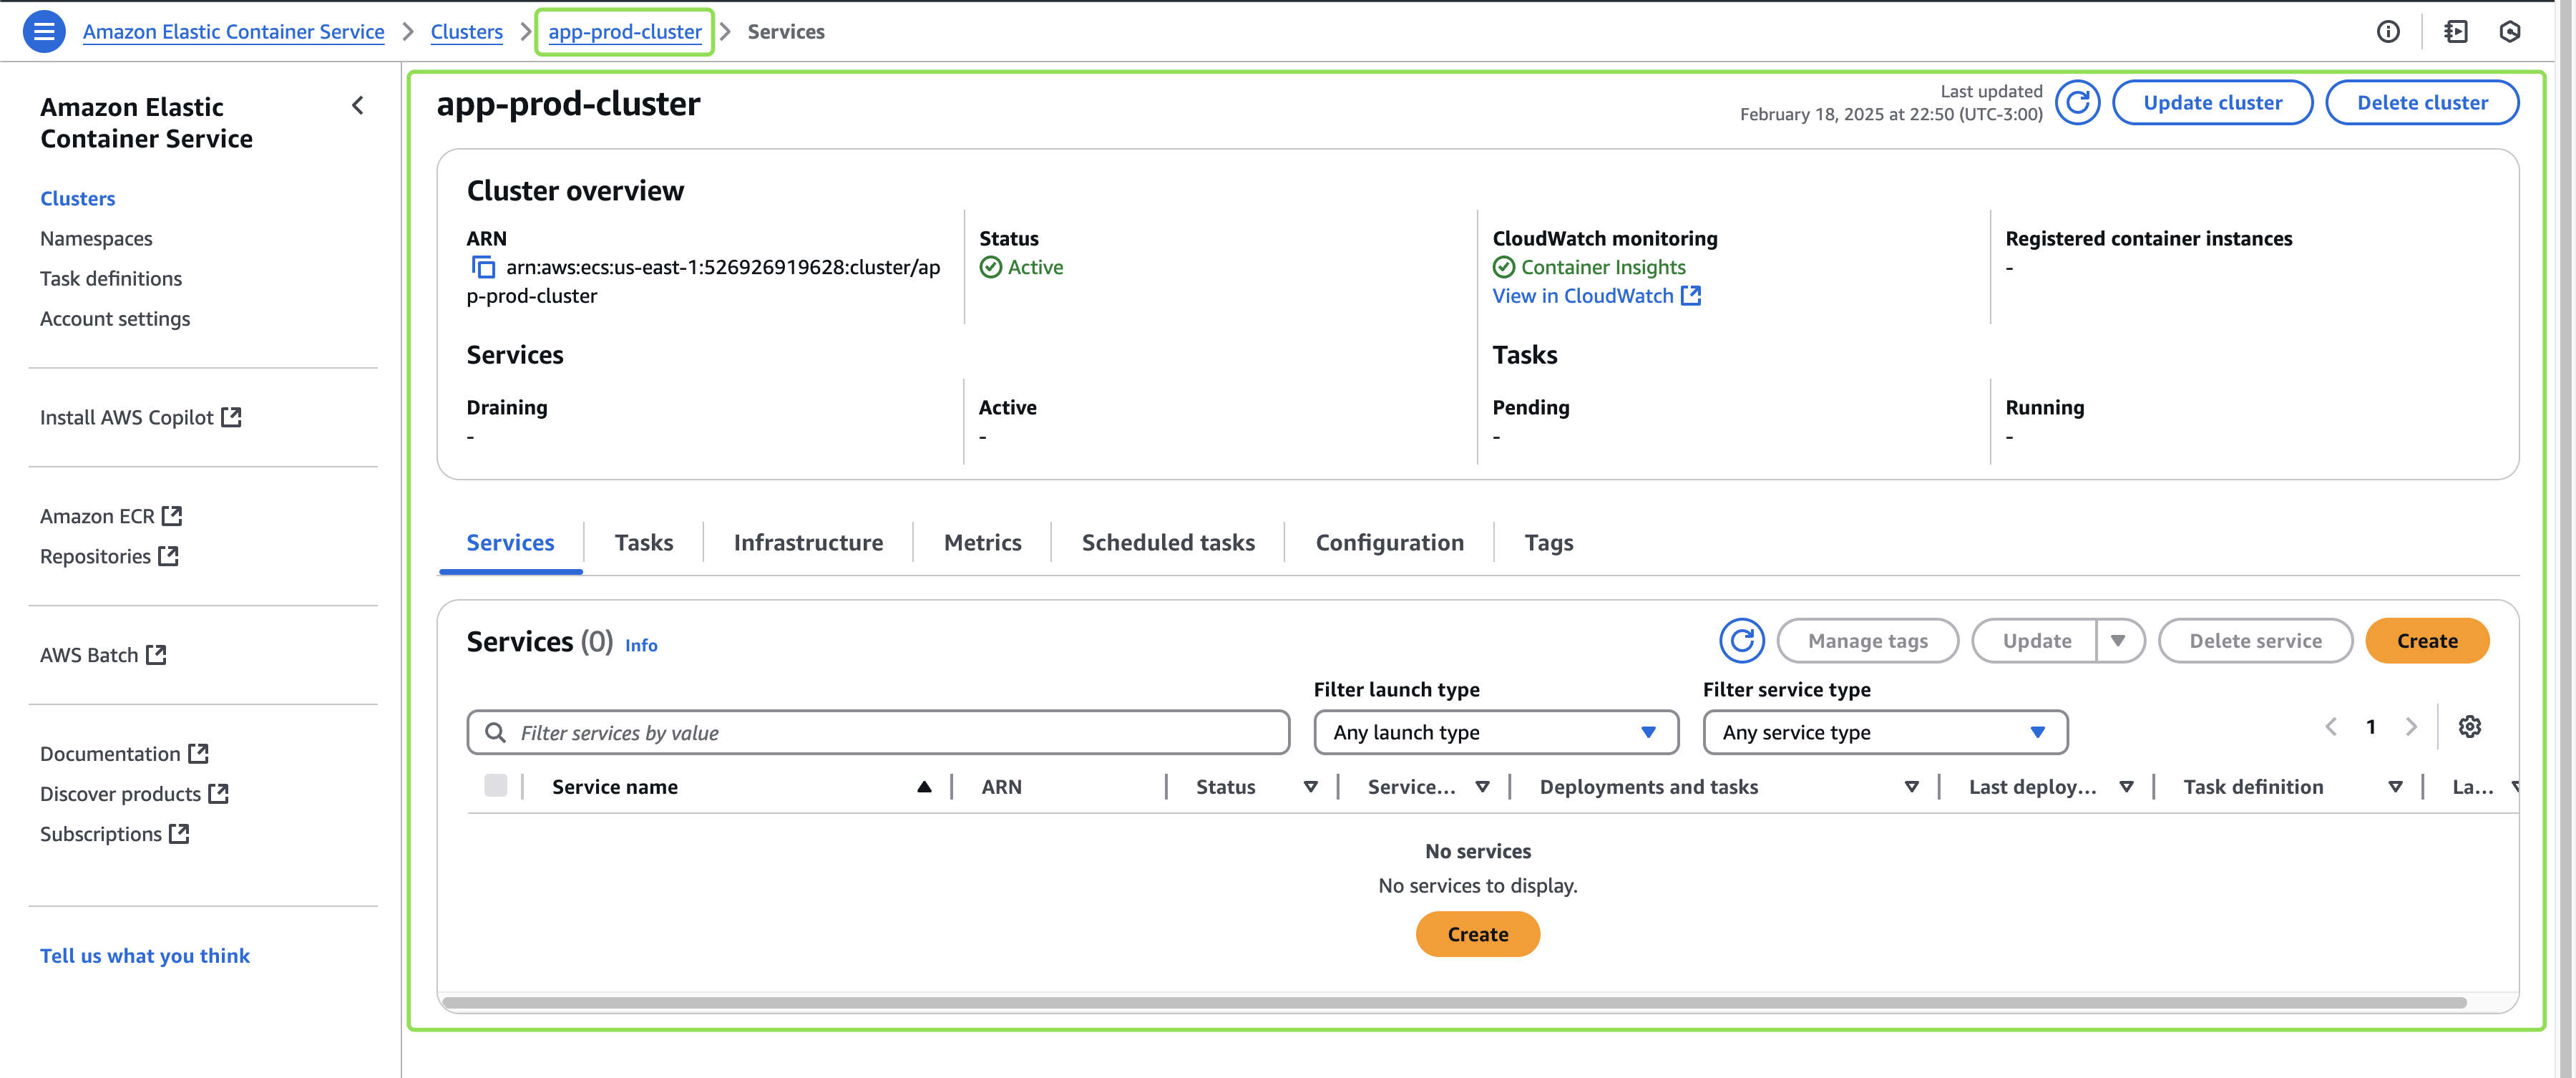 Amazon Elastic Container Service > Clusters > app-prod-cluster > Services
Amazon Elastic
Container Service
Clusters
Namespaces
Task definitions
Account settings
Install AWS Copilot
Amazon ECR
Repositories
AWS Batch
Documentation
Discover products
Subscriptions
Tell us what you think
app-prod-cluster
Last updated
February 18, 2025 at 22:50 (UTC-3:00)
Update cluster
Delete cluster
Cluster overview
ARN
arn:aws:ecs:us-east-1:526926919628:cluster/ap
p-prod-cluster
Status
Active
CloudWatch monitoring
Container Insights
View in CloudWatch
Registered container instances
-
Services
Draining
-
Active
-
Tasks
Pending
-
Running
-
Services
Tasks
Infrastructure
Metrics
Scheduled tasks
Configuration
Tags
Services (0) Info
Manage tags
Update
Delete service
Create
Filter services by value
Filter launch type
Any launch type
Filter service type
Any service type
1
Service name
ARN
Status
Service...
Deployments and tasks
Last deploy...
Task definition
La...
No services
No services to display.
Create